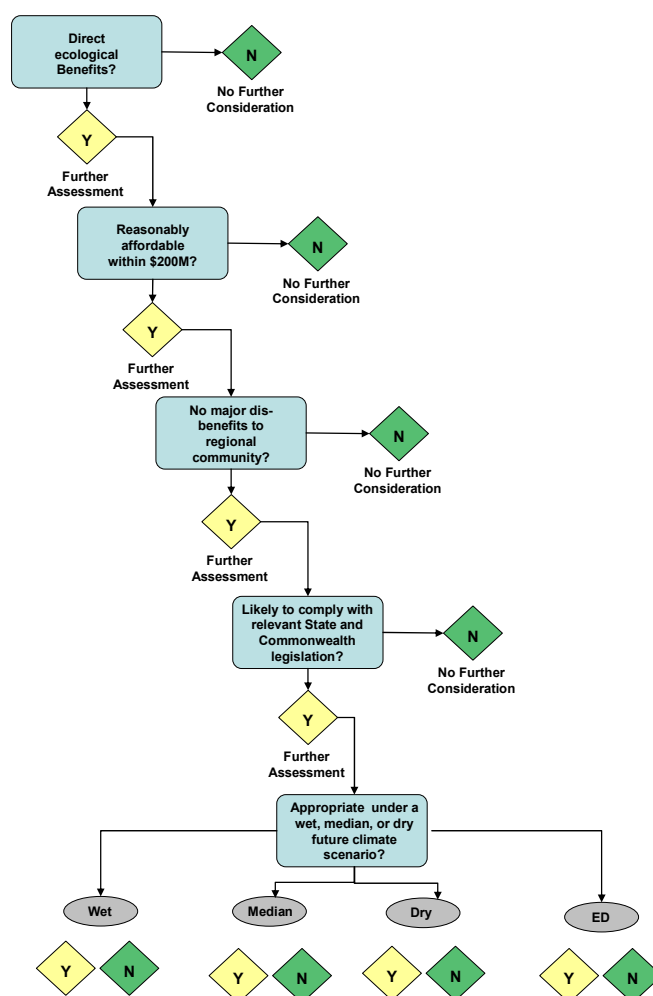 Direct
ecological
Benefits?
N
No Further
Consideration
Y
Further
Assessment
Reasonably
affordable
within $200M?
N
No Further
Consideration
Y
Further
Assessment
No major dis-
benefits to
regional
community?
N
No Further
Consideration
Y
Further
Assessment
Likely to comply with
relevant State and
Commonwealth
legislation?
N
No Further
Consideration
Y
Further
Assessment
Appropriate under a
wet, median, or dry
future climate
scenario?
Wet
Median
Dry
ED
Y N
Y N
Y N
Y N